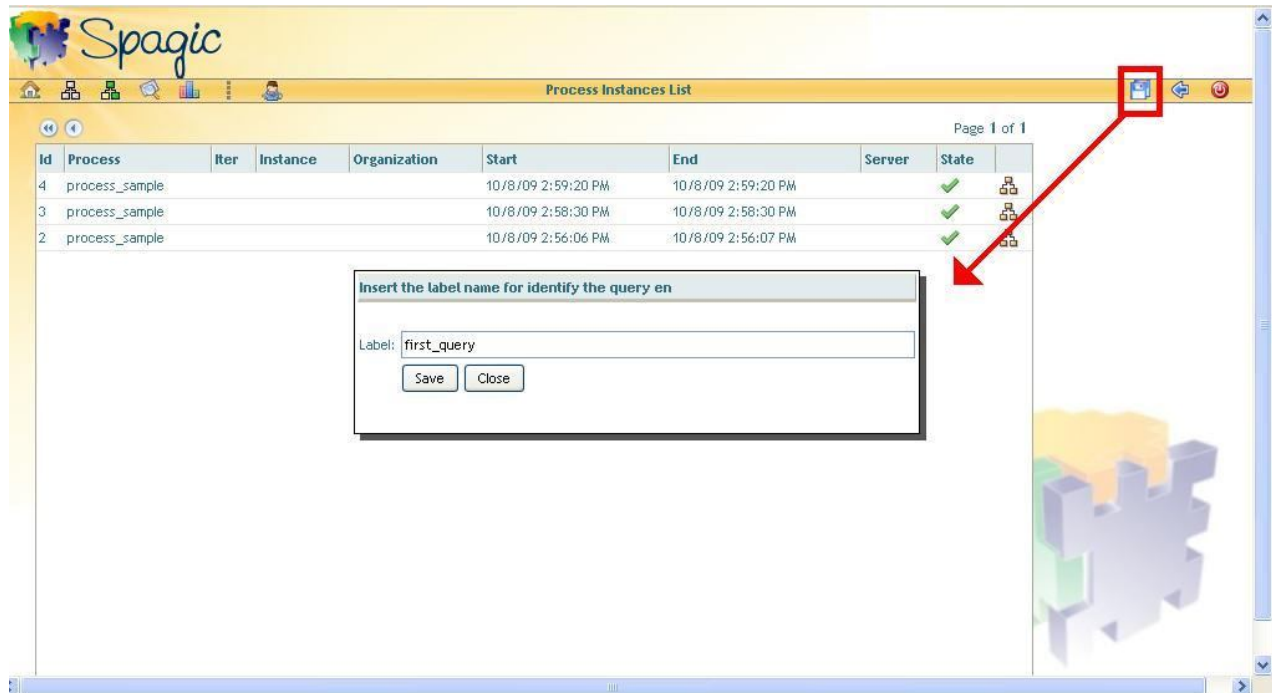 Spagic
Process Instances List
Page 1 of 1
Id Process Iter Instance Organization Start End Server State
4 process_sample 10/8/09 2:59:20 PM 10/8/09 2:59:20 PM
3 process_sample 10/8/09 2:58:30 PM 10/8/09 2:58:30 PM
2 process_sample 10/8/09 2:56:06 PM 10/8/09 2:56:07 PM
Insert the label name for identify the query en
Label: first_query
Save Close